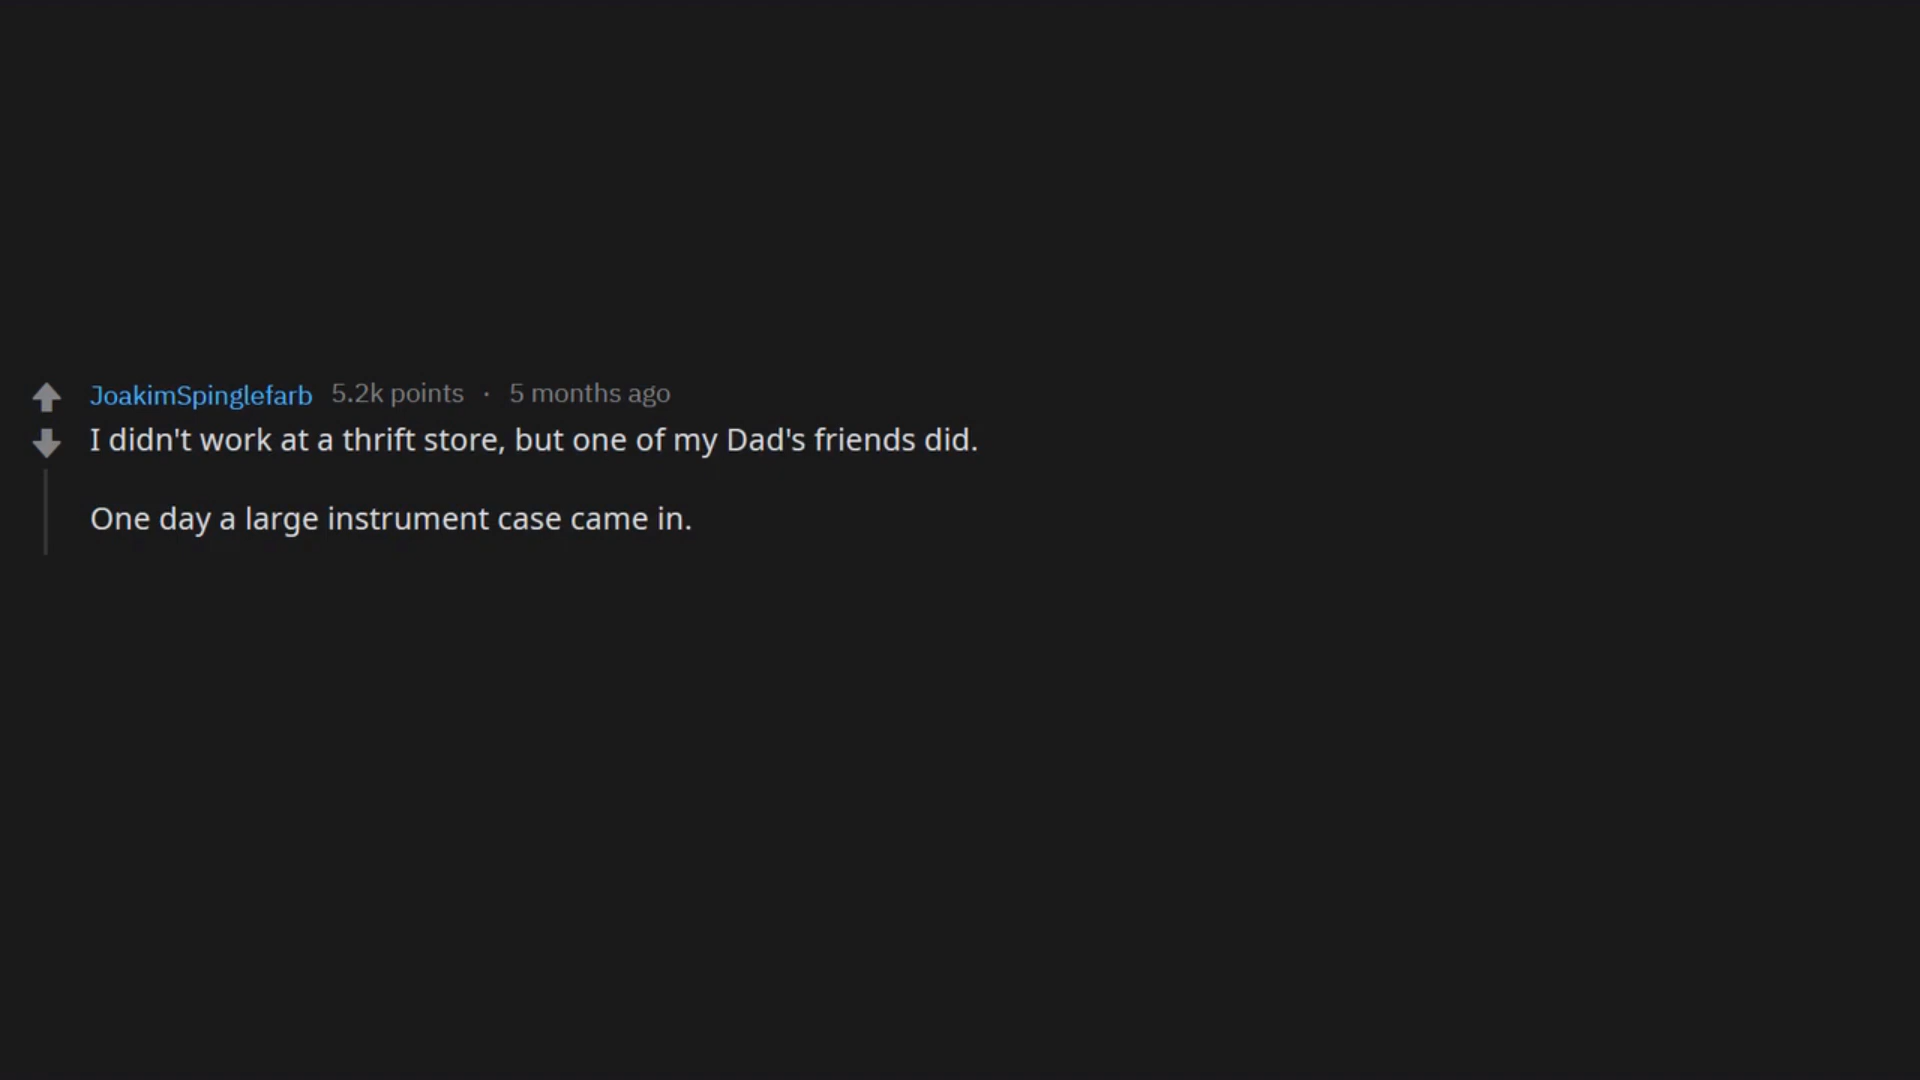 JoakimSpinglefarb 5.2k points · 5 months ago
I didn't work at a thrift store, but one of my Dad's friends did.
One day a large instrument case came in.